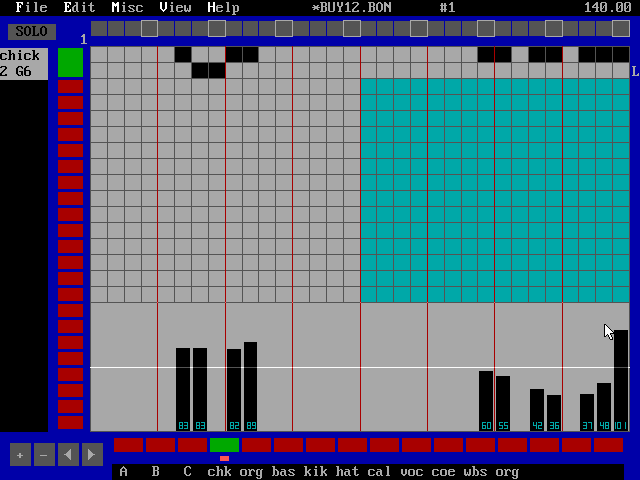 File Edit Misc View Help *BUY12.BON #1 140.00
SOLO
1
chick
2 G6
L
83 83 82 89 60 55 42 36 37 48 101
+ -
A B C chk org bas kik hat cal voc coe wbs org